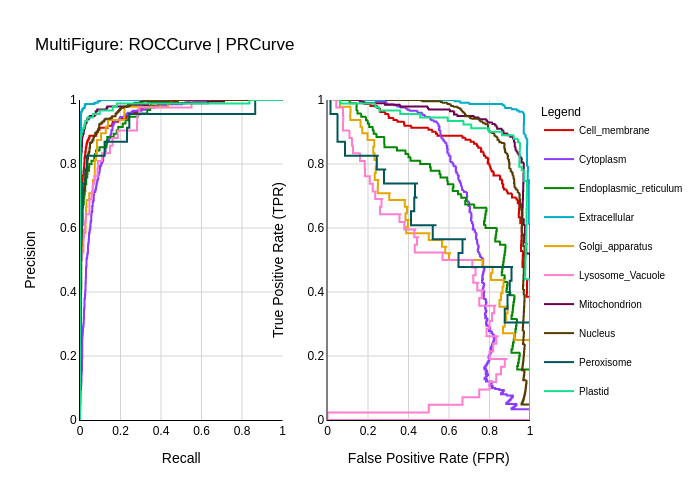 MultiFigure: ROCCurve | PRCurve
Precision
1
0.8
0.6
0.4
0.2
0
0
0.2
0.4
0.6
0.8
1
Recall
True Positive Rate (TPR)
1
0.8
0.6
0.4
0.2
0
0
0.2
0.4
0.6
0.8
1
False Positive Rate (FPR)
Legend
Cell_membrane
Cytoplasm
Endoplasmic_reticulum
Extracellular
Golgi_apparatus
Lysosome_Vacuole
Mitochondrion
Nucleus
Peroxisome
Plastid